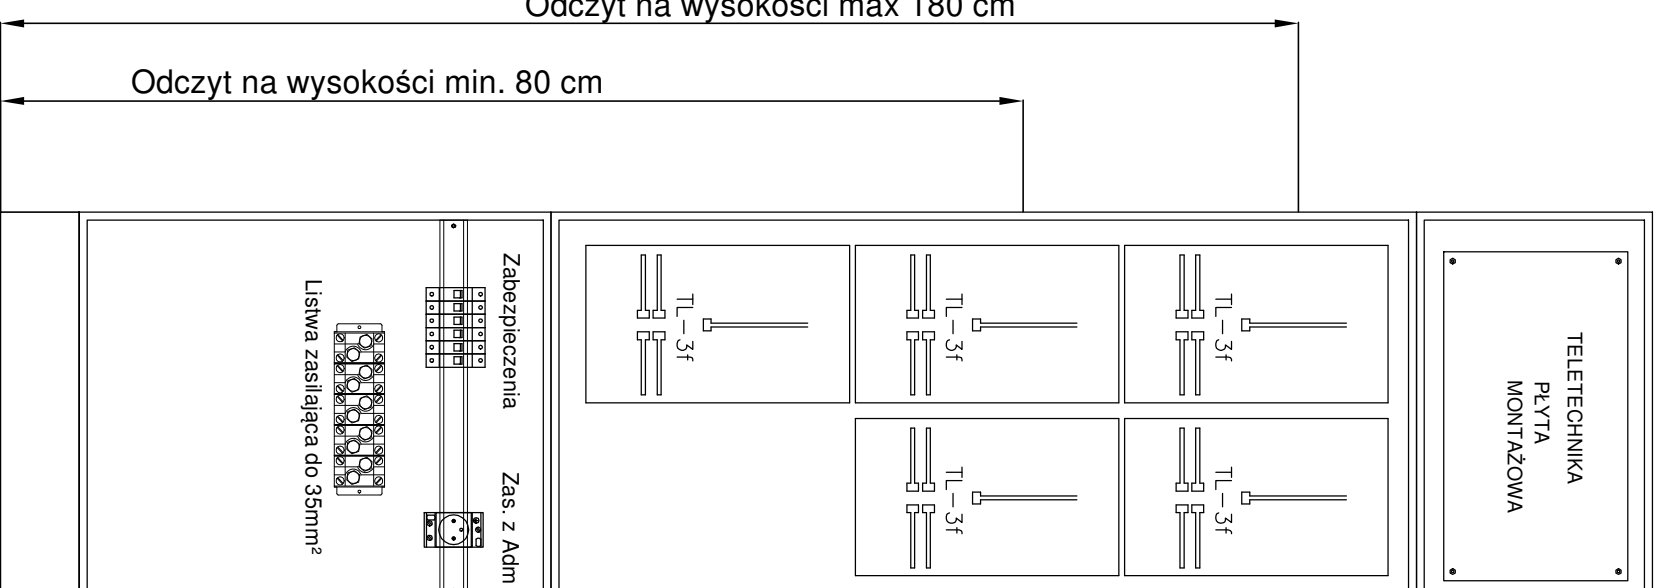 Odczyt na wysokości max 180 cm
Odczyt na wysokości min. 80 cm
Listwa zasilająca do 35mm²
Zabezpieczenia
Zas. z Adm
TL-3f
TL-3f
TL-3f
TL-3f
TL-3f
TELETECHNIKA
PŁYTA
MONTAŻOWA